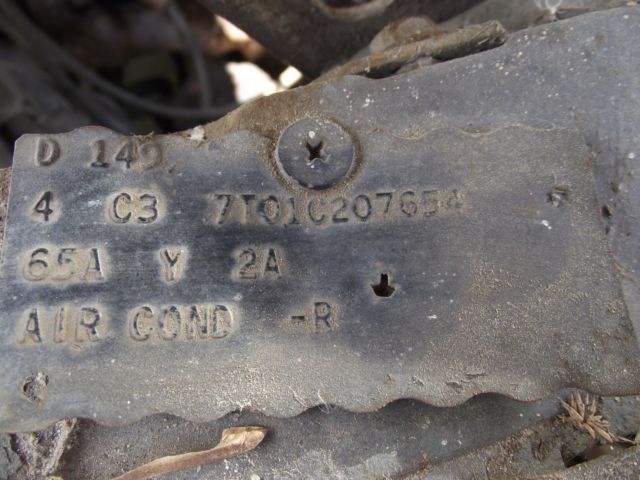 D 149
4 C3 7T01C207654
65A Y 2A
AIR COND -R